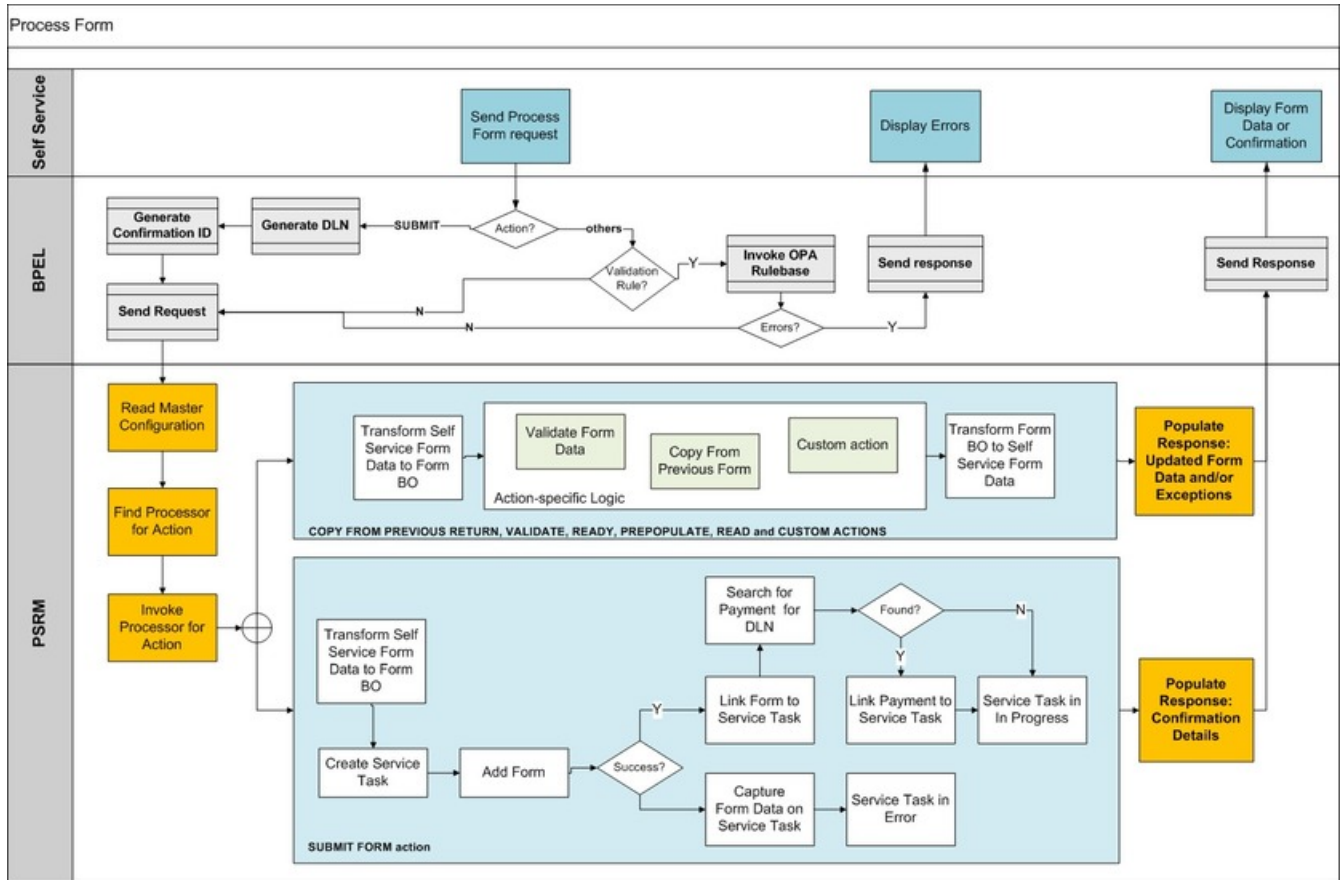 Process Form
Self Service
Send Process
Form request
Display Errors
Display Form
Data or
Confirmation
BPEL
Generate
Confirmation ID
Generate DLN
SUBMIT
Action?
others
Validation
Rule?
Y
Invoke OPA
Rulebase
Send response
Send Response
Send Request
N
N
Errors?
Y
PSRM
Read Master
Configuration
Find Processor
for Action
Invoke
Processor for
Action
Transform Self
Service Form
Data to Form
BO
Validate Form
Data
Copy From
Previous Form
Custom action
Action-specific Logic
Transform Form
BO to Self
Service Form
Data
COPY FROM PREVIOUS RETURN, VALIDATE, READY, PREPOPULATE, READ and CUSTOM ACTIONS
Populate
Response:
Updated Form
Data and/or
Exceptions
Transform Self
Service Form
Data to Form
BO
Create Service
Task
Add Form
Success?
Y
Link Form to
Service Task
Search for
Payment for
DLN
Found?
N
Y
Link Payment to
Service Task
Service Task in
In Progress
Capture
Form Data on
Service Task
Service Task in
Error
SUBMIT FORM action
Populate
Response:
Confirmation
Details